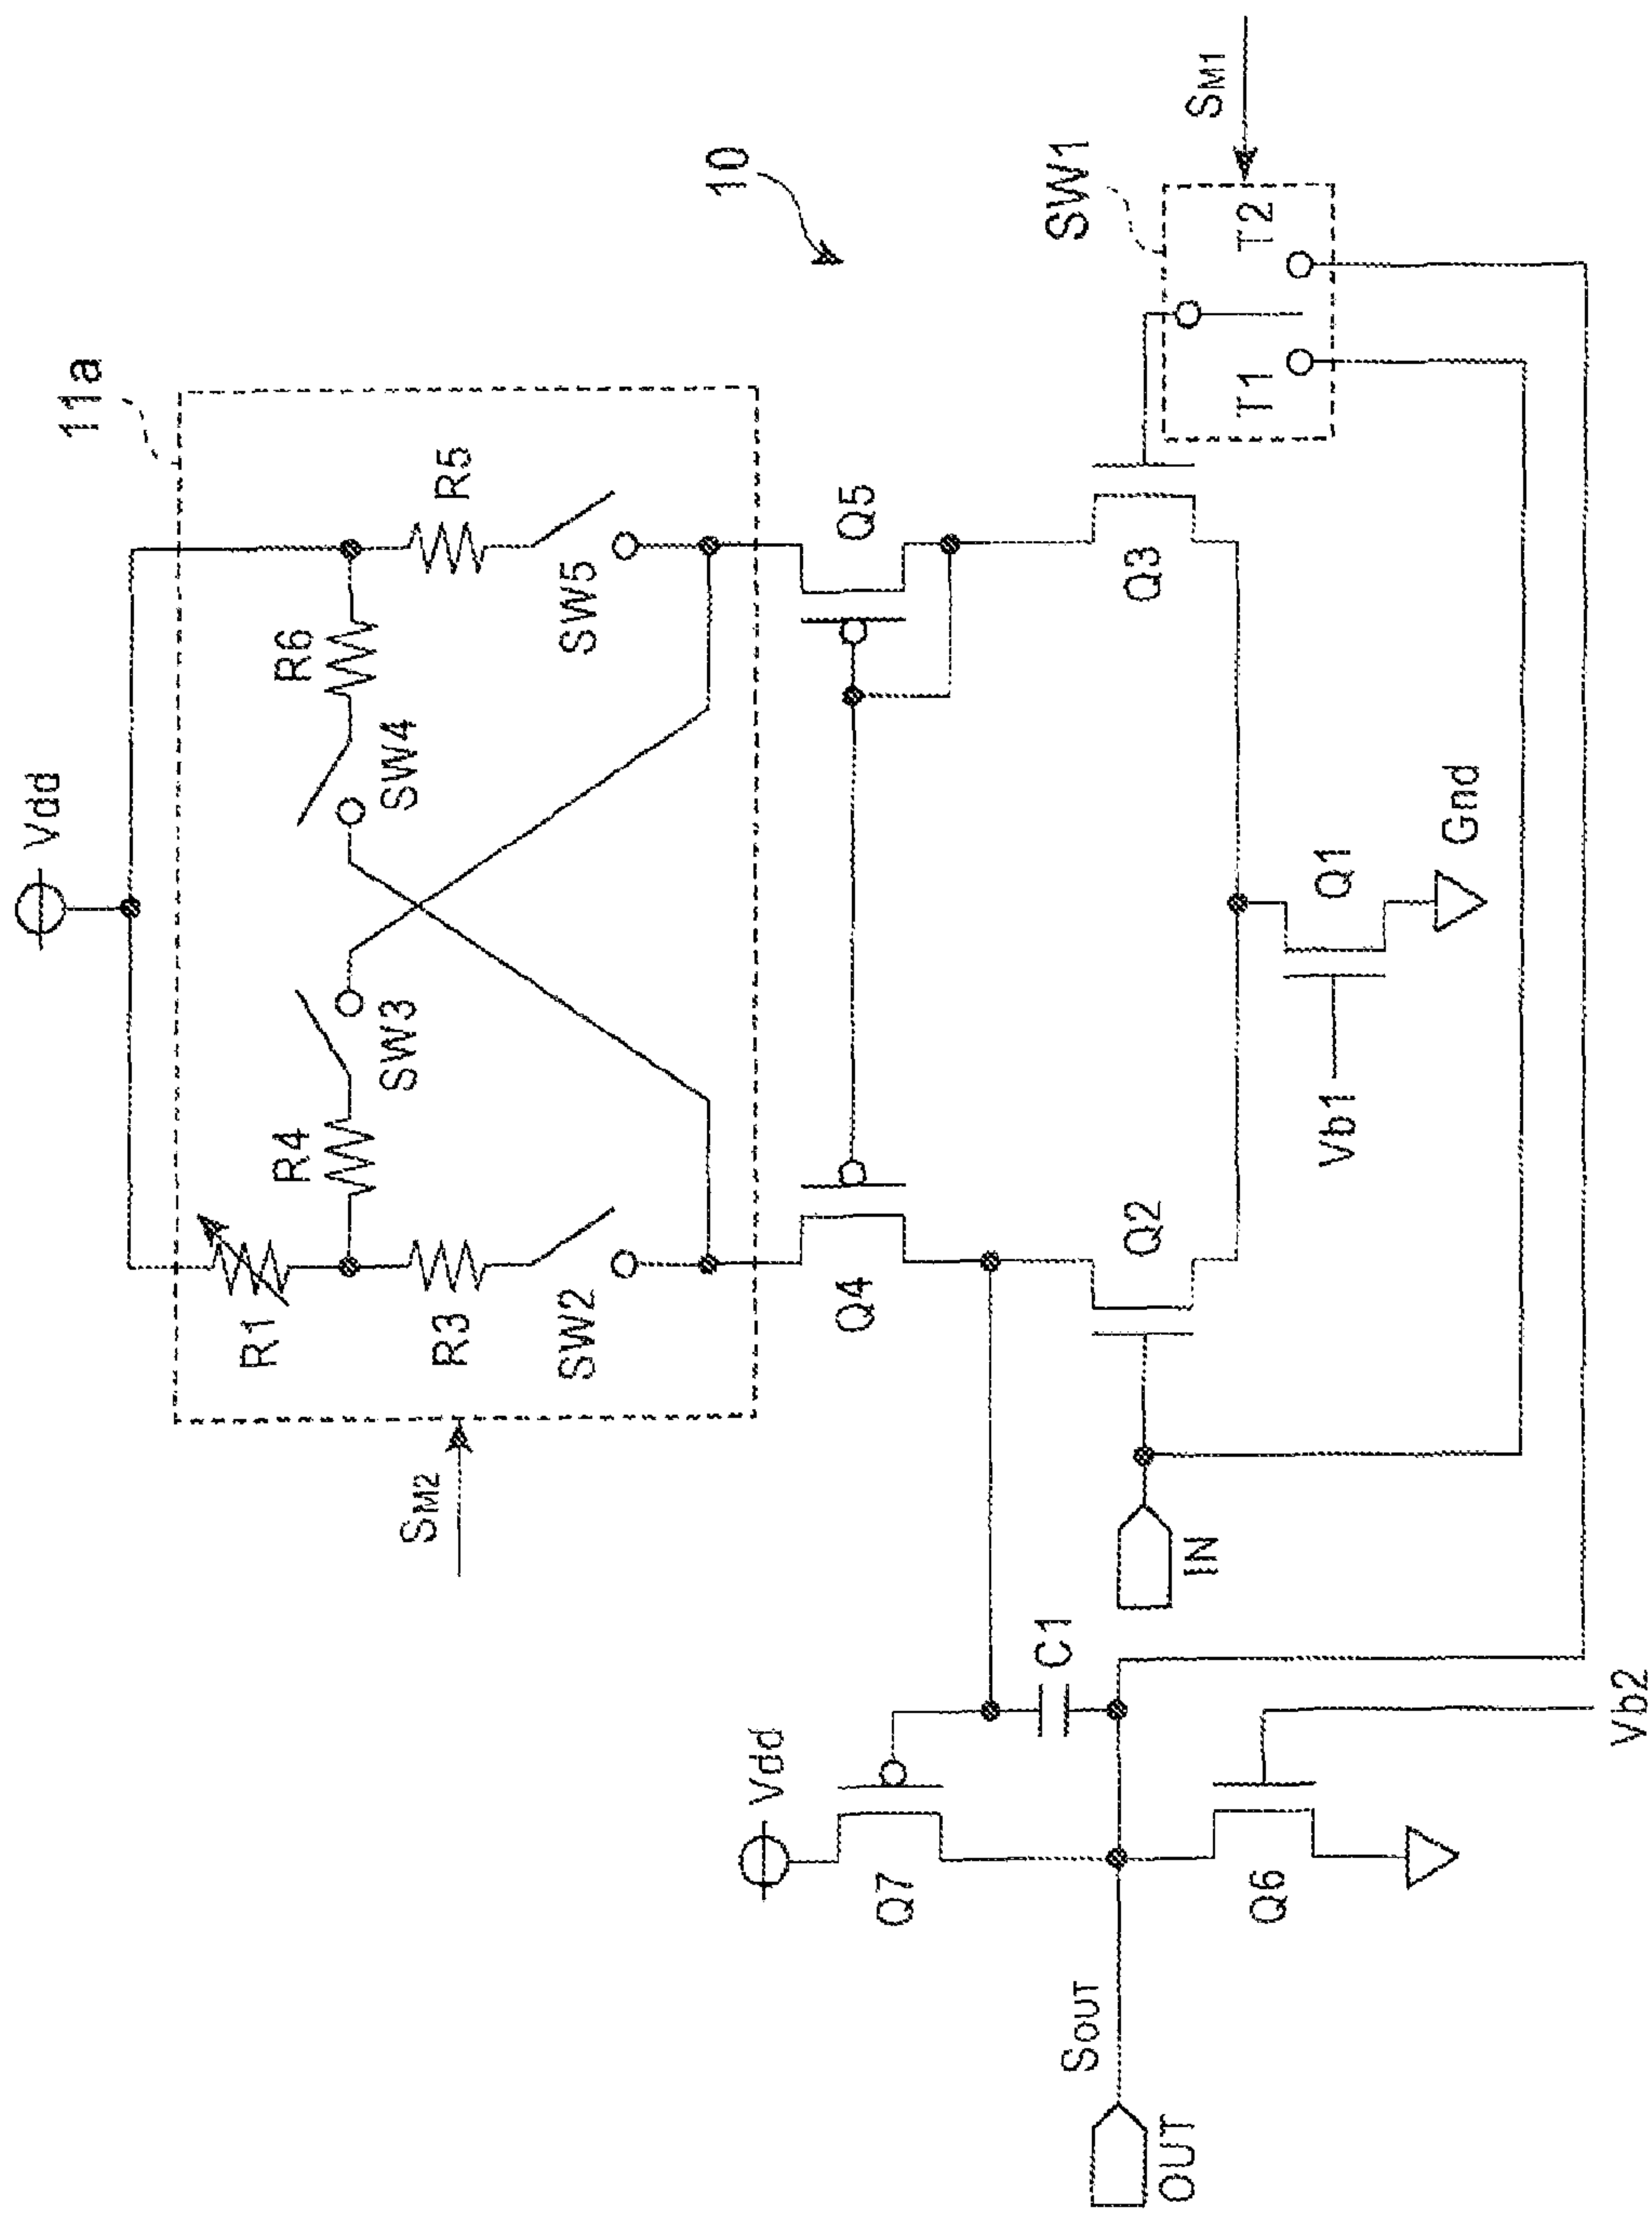 Vdd
11a
10
R1
R4
R6
R5
R3
SW3
SW4
SM2
SW2
SW5
Vdd
Q7
Q4
Q5
SW1
SM1
C1
Q2
Q3
T1
T2
SOUT
OUT
IN
Q6
Q1
Vb1
Gnd
Vb2